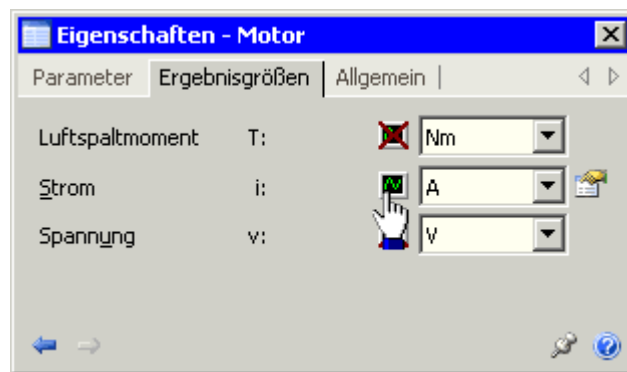 Eigenschaften - Motor
Parameter Ergebnisgrößen Allgemein
Luftspaltmoment T: Nm
Strom i: A
Spannung v: V